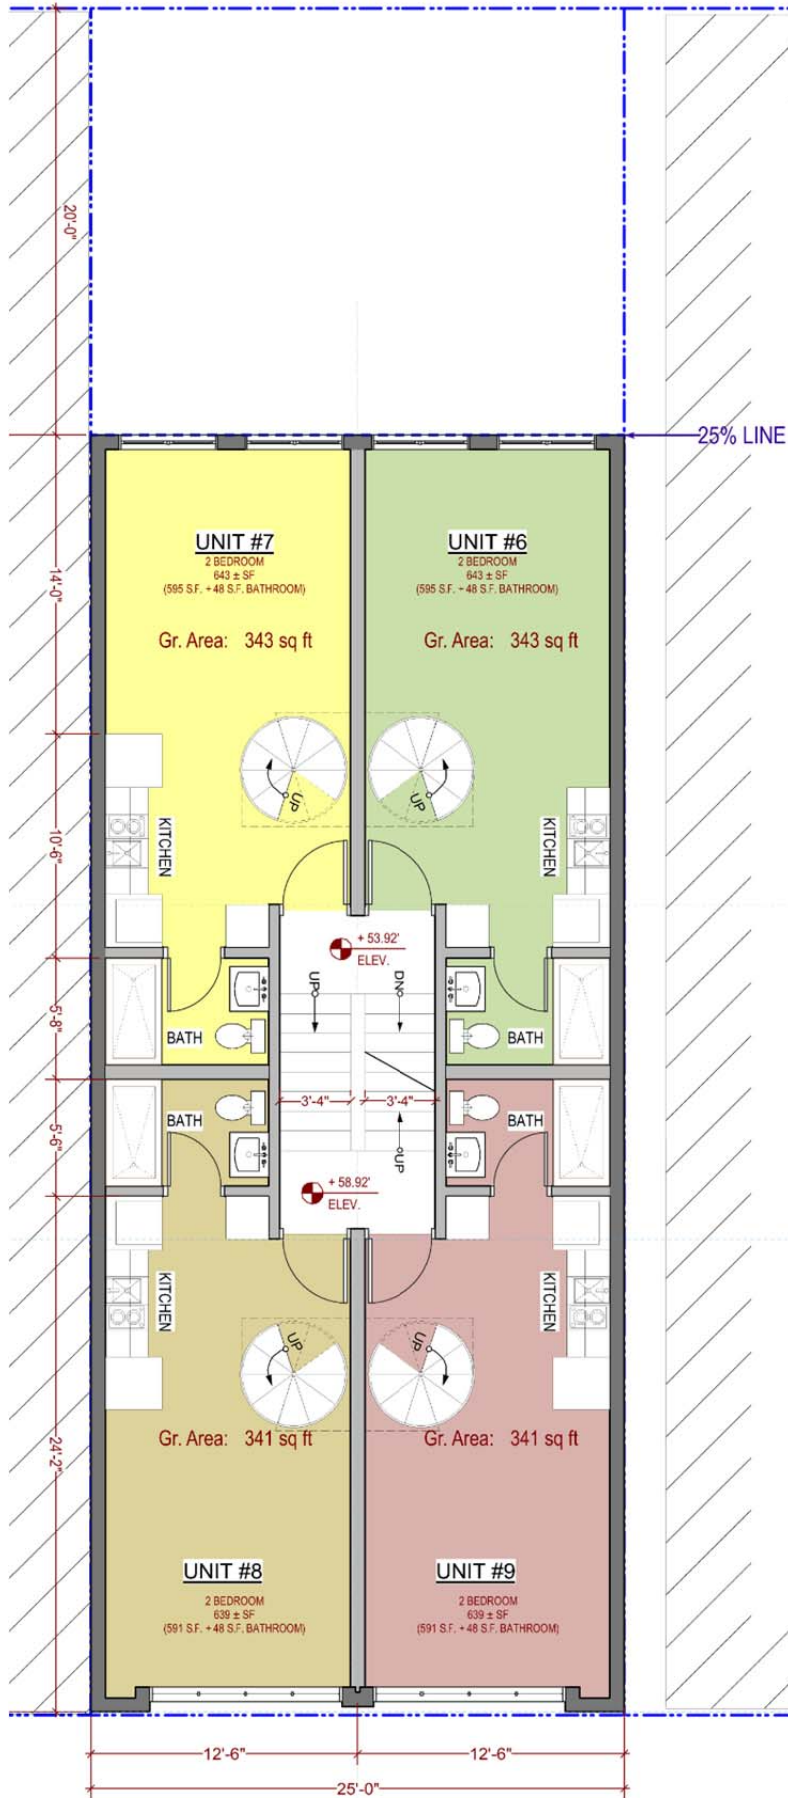 20'-0"
25% LINE
UNIT #7
2 BEDROOM
643 ± SF
(595 S.F. + 48 S.F. BATHROOM)
Gr. Area: 343 sq ft
UNIT #6
2 BEDROOM
643 ± SF
(595 S.F. + 48 S.F. BATHROOM)
Gr. Area: 343 sq ft
14'-0"
UP
UP
10'-6"
KITCHEN
KITCHEN
+ 53.92'
ELEV.
UP
DN
5'-8"
BATH
BATH
3'-4"
3'-4"
5'-6"
BATH
BATH
UP
+ 58.92'
ELEV.
KITCHEN
KITCHEN
UP
UP
24'-2"
Gr. Area: 341 sq ft
Gr. Area: 341 sq ft
UNIT #8
2 BEDROOM
639 ± SF
(591 S.F. + 48 S.F. BATHROOM)
UNIT #9
2 BEDROOM
639 ± SF
(591 S.F. + 48 S.F. BATHROOM)
12'-6"
12'-6"
25'-0"